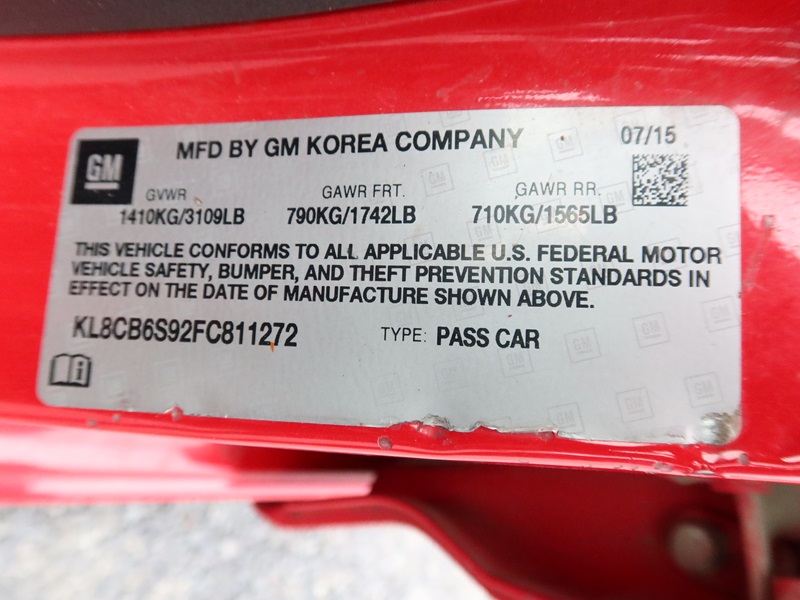 GM
MFD BY GM KOREA COMPANY
07/15
GVWR
GAWR FRT.
GAWR RR.
1410KG/3109LB
790KG/1742LB
710KG/1565LB
THIS VEHICLE CONFORMS TO ALL APPLICABLE U.S. FEDERAL MOTOR
VEHICLE SAFETY, BUMPER, AND THEFT PREVENTION STANDARDS IN
EFFECT ON THE DATE OF MANUFACTURE SHOWN ABOVE.
KL8CB6S92FC811272
TYPE: PASS CAR